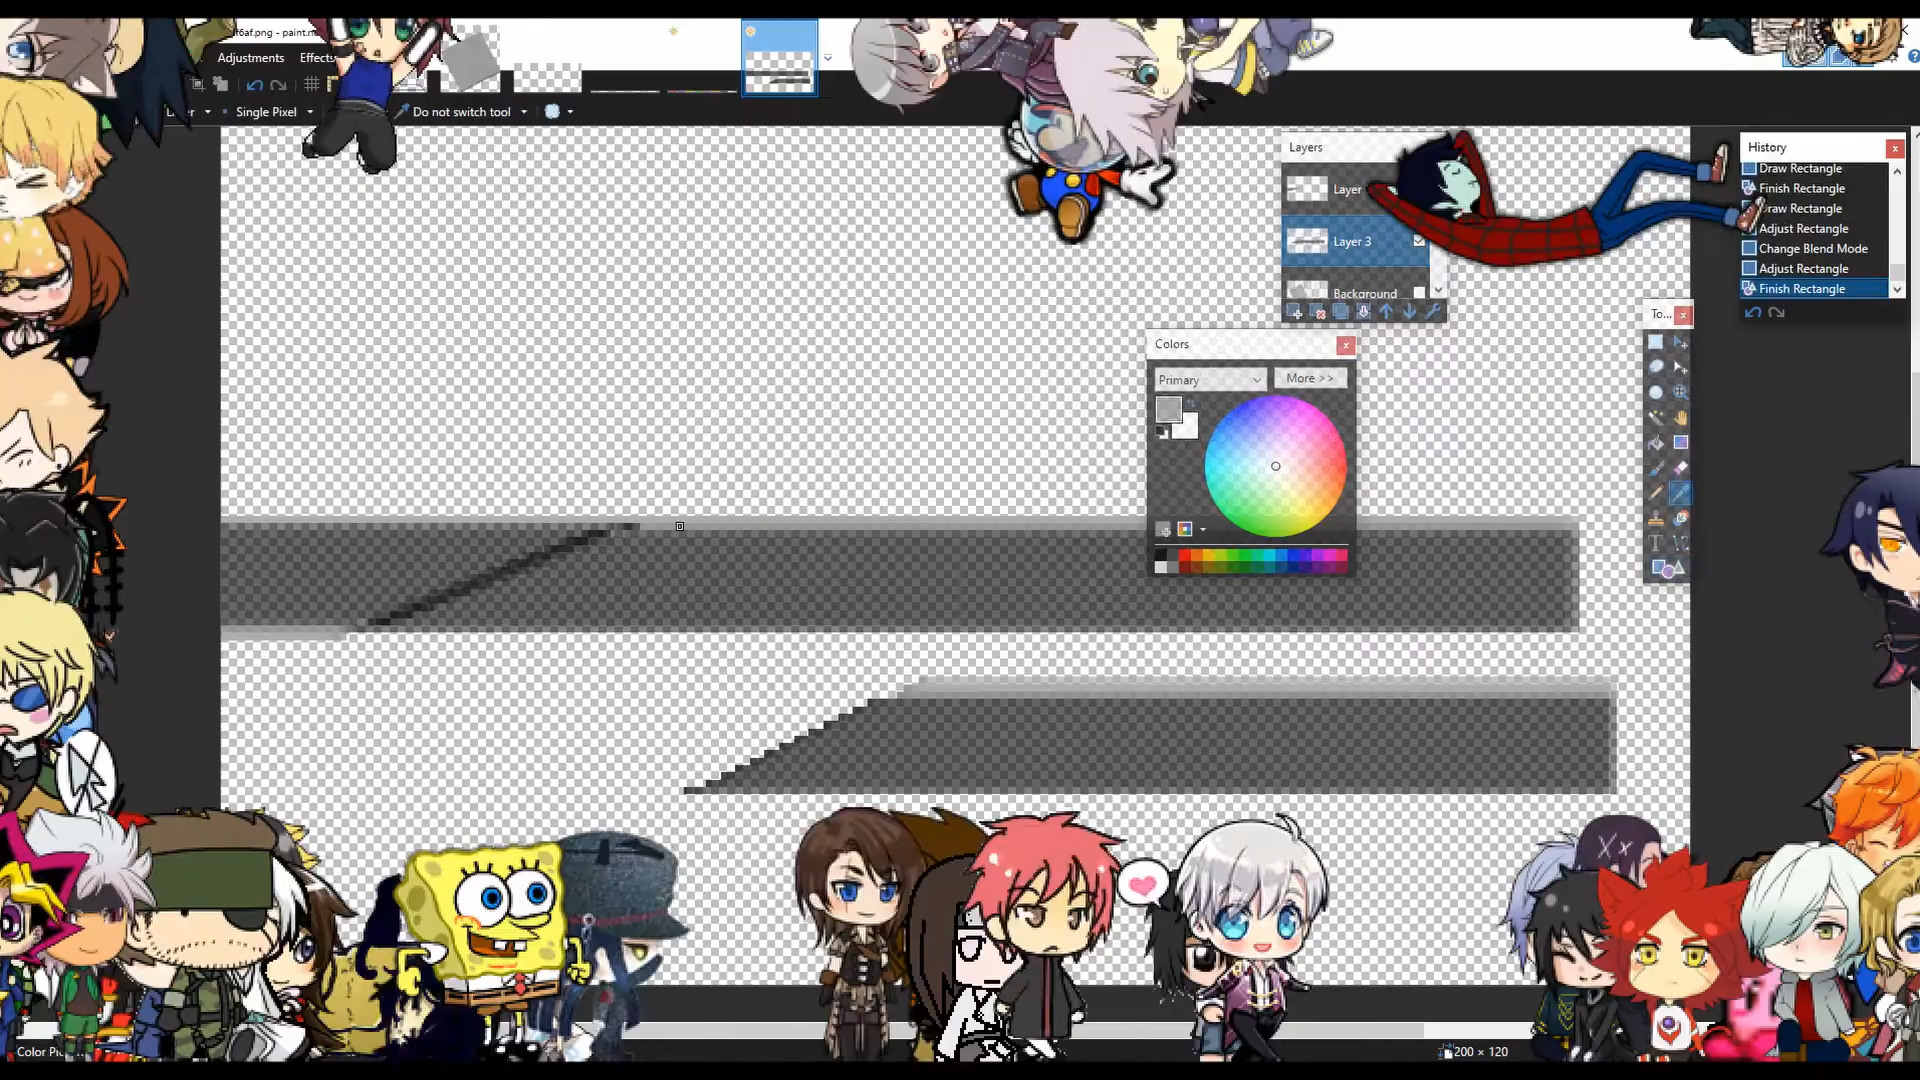 f6af.png - paint.n
Adjustments
Effects
Single Pixel
Do not switch tool
Layers
Layer
Layer 3
Background
History
Draw Rectangle
Finish Rectangle
Draw Rectangle
Adjust Rectangle
Change Blend Mode
Adjust Rectangle
Finish Rectangle
To...
Colors
Primary
More >>
Color Pi
200 × 120